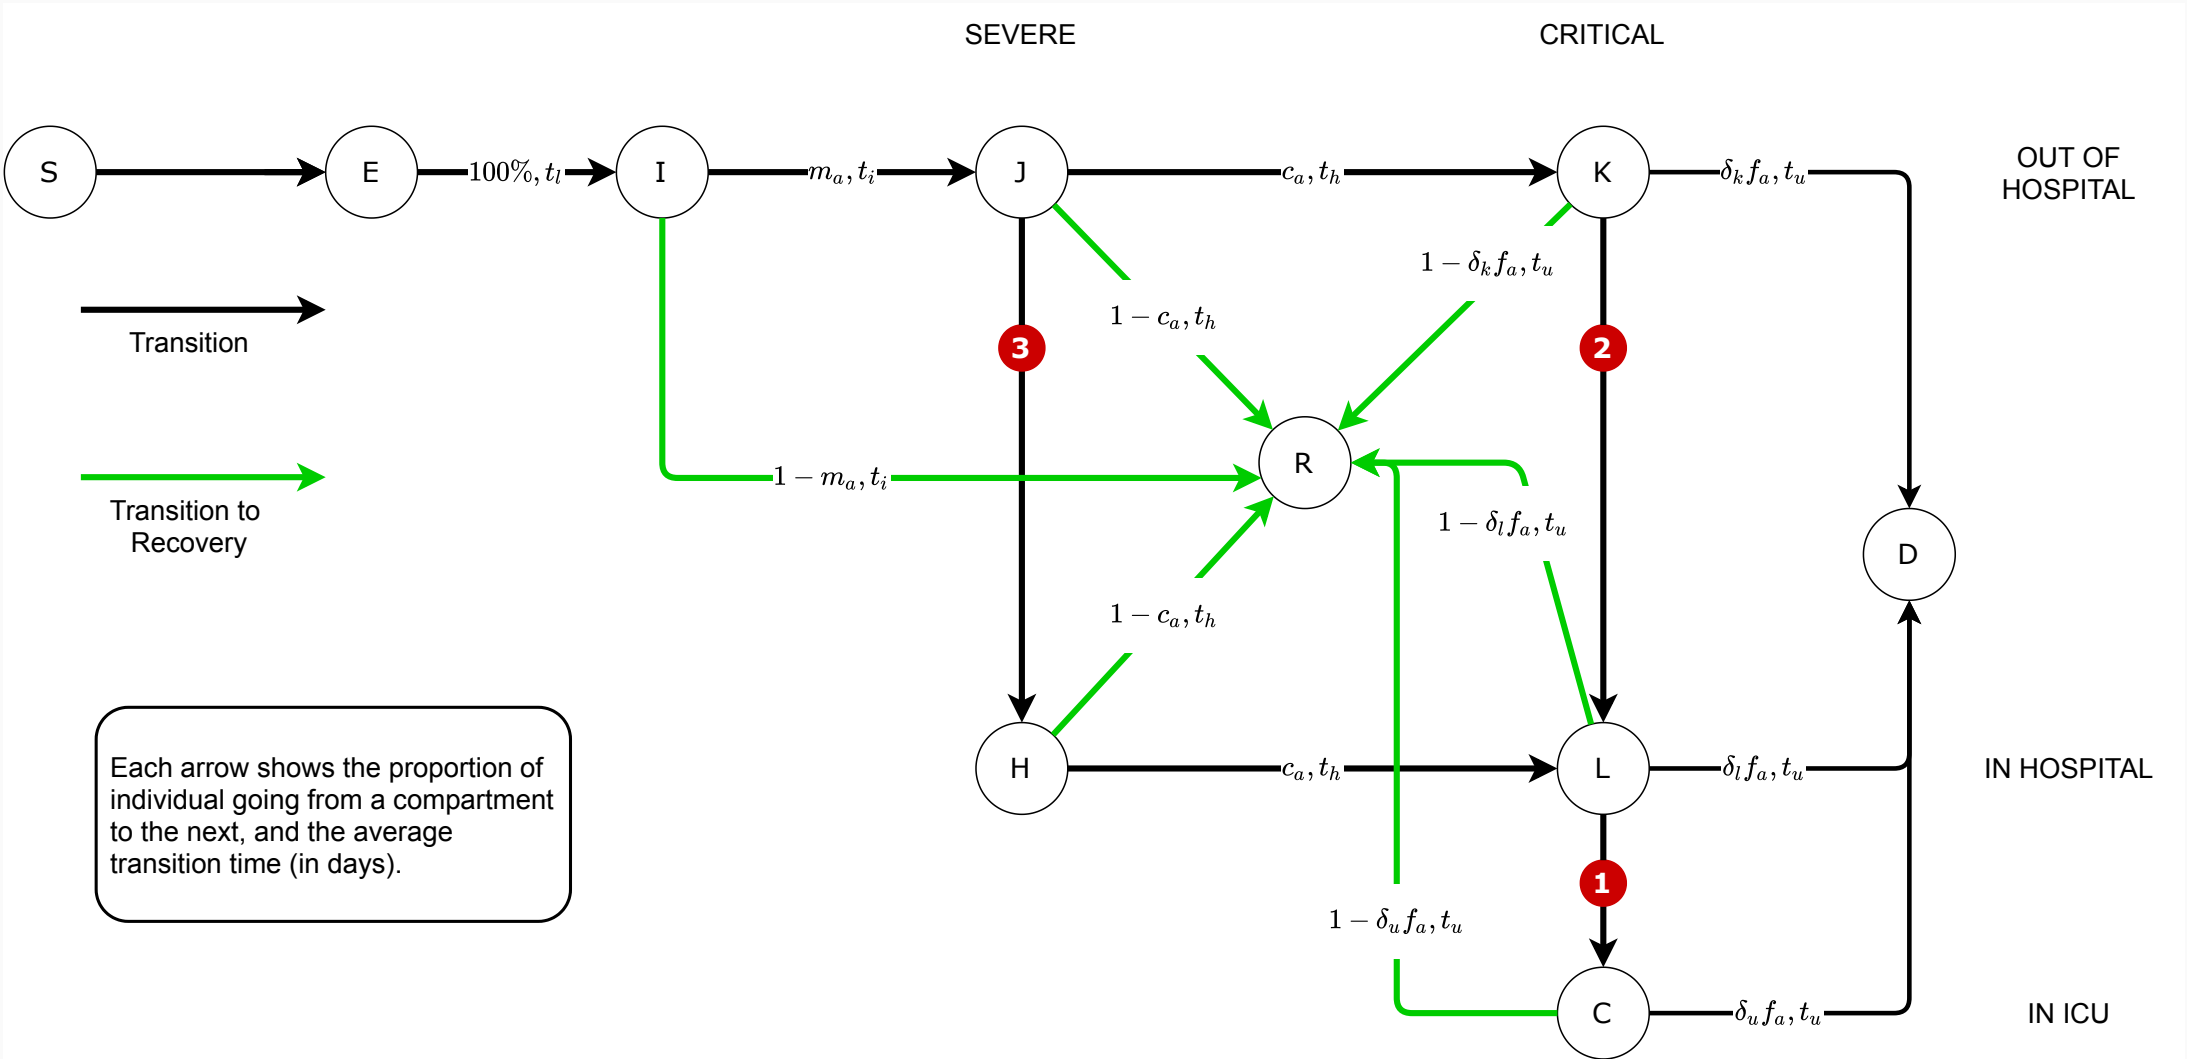 SEVERE
CRITICAL
S
E
100%, t_l
I
m_a, t_i
J
c_a, t_h
K
δ_k f_a, t_u
OUT OF
HOSPITAL
1 − δ_k f_a, t_u
1 − c_a, t_h
Transition
3
2
R
1 − m_a, t_i
Transition to
Recovery
1 − δ_l f_a, t_u
D
1 − c_a, t_h
H
c_a, t_h
L
δ_l f_a, t_u
IN HOSPITAL
Each arrow shows the proportion of
individual going from a compartment
to the next, and the average
transition time (in days).
1
1 − δ_u f_a, t_u
C
δ_u f_a, t_u
IN ICU